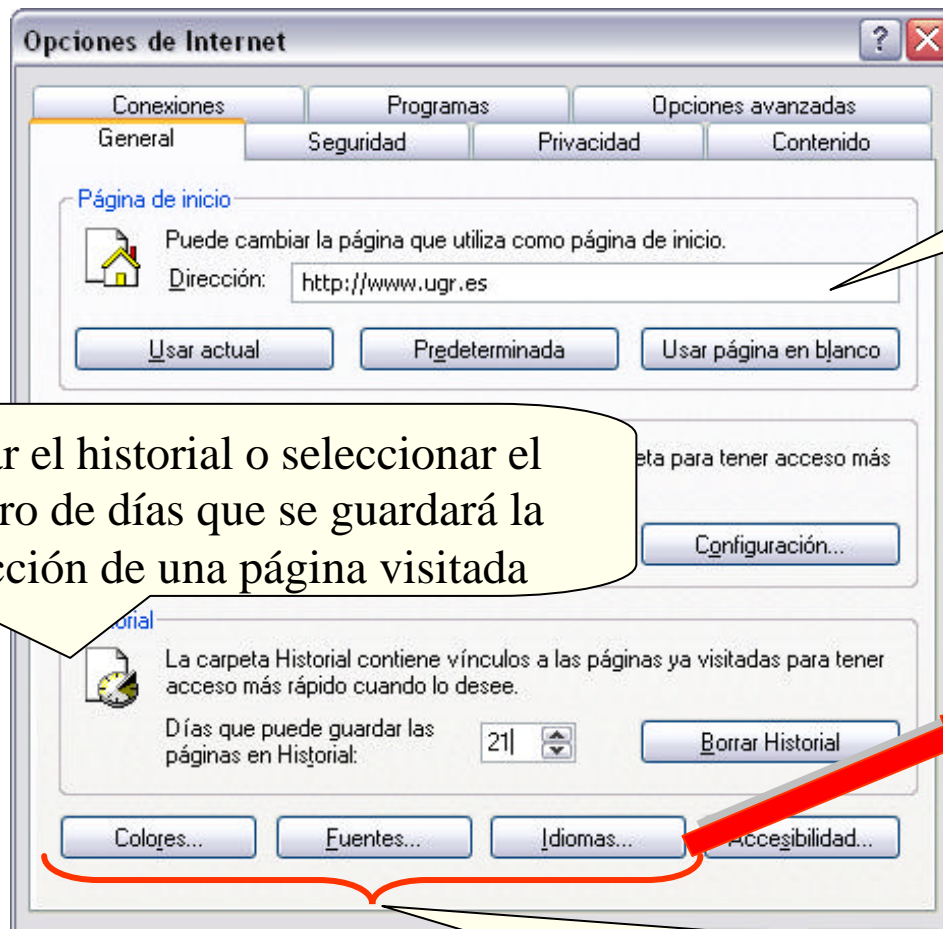 Opciones de Internet
Conexiones Programas Opciones avanzadas
General Seguridad Privacidad Contenido
Página de inicio
Puede cambiar la página que utiliza como página de inicio.
Dirección: http://www.ugr.es
Usar actual Predeterminada Usar página en blanco
el historial o seleccionar el
de días que se guardará la
de una página visitada
para tener acceso más
Configuración...
La carpeta Historial contiene vínculos a las páginas ya visitadas para tener
acceso más rápido cuando lo desee.
Días que puede guardar las
páginas en Historial: 21 Borrar Historial
Colores... Fuentes... Idiomas... Accesibilidad...